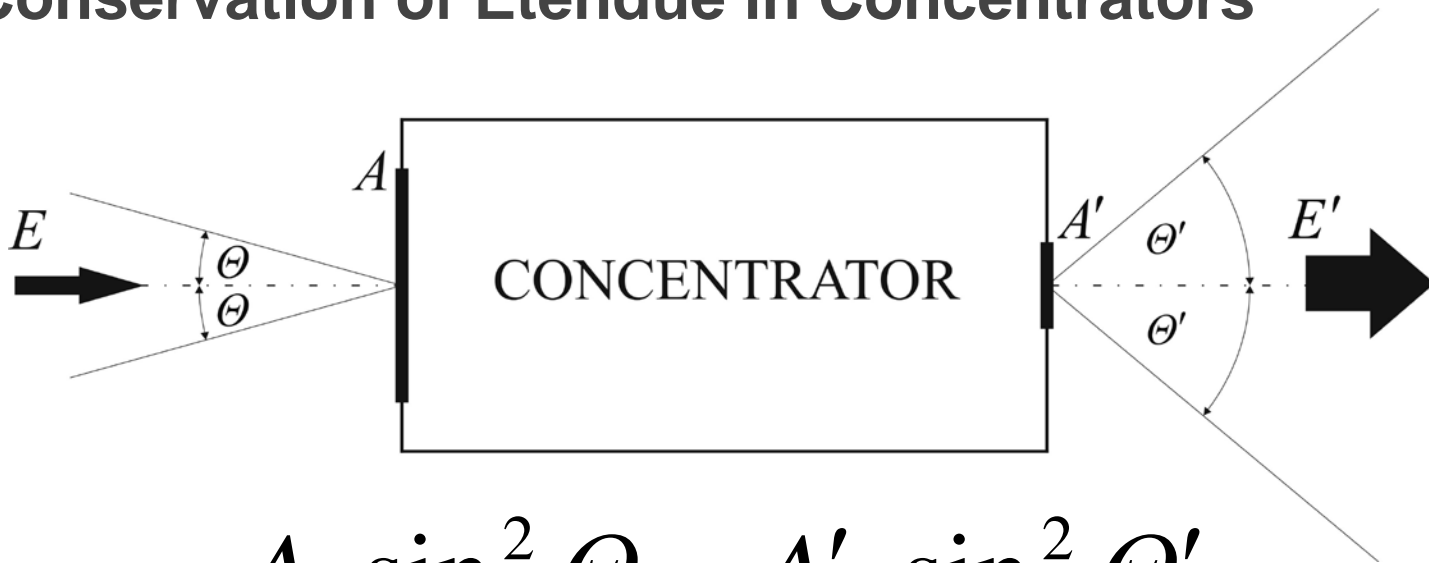 Conservation of Etendue in Concentrators
A
E
Θ
Θ
CONCENTRATOR
A′
Θ′
Θ′
E′
A sin² Θ A′ sin² Θ′